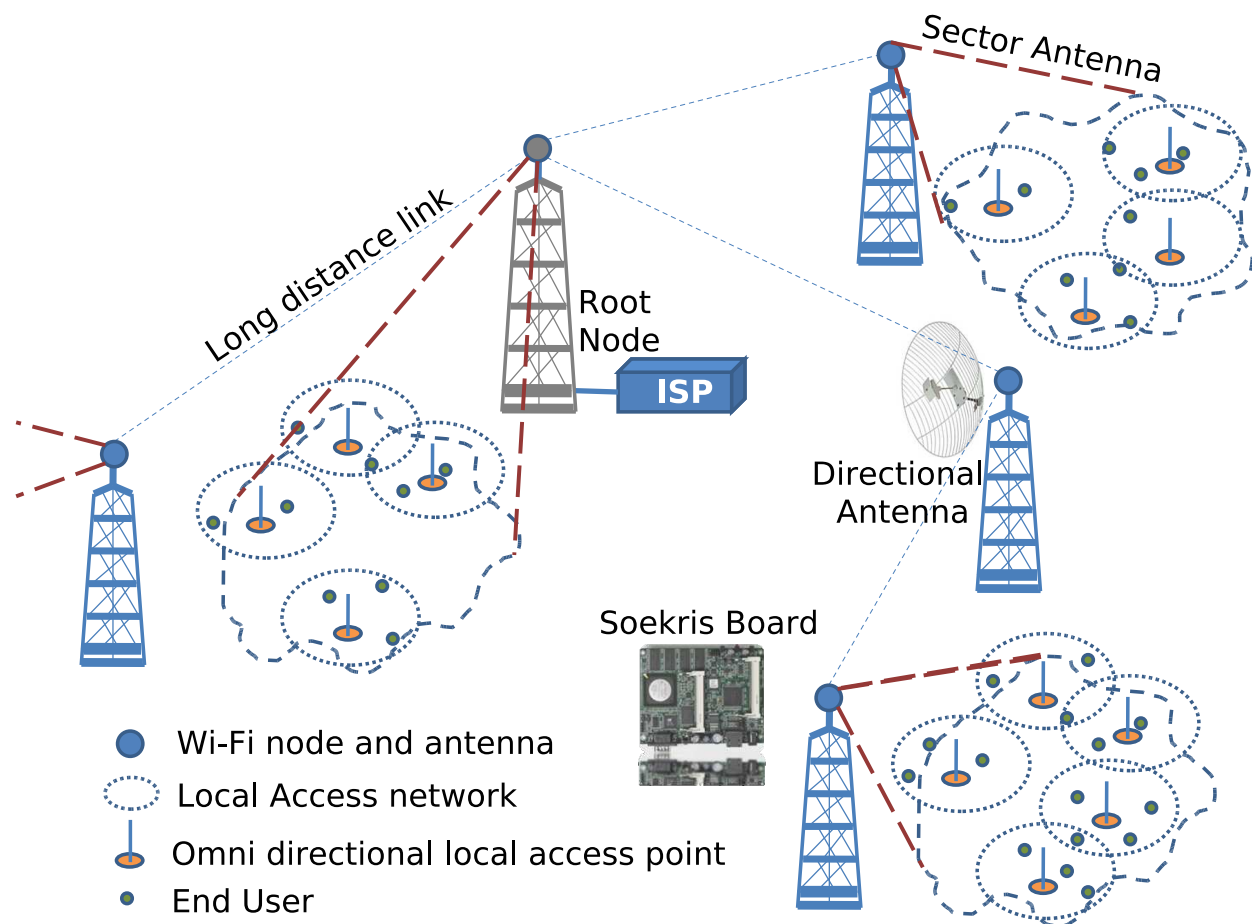 Sector Antenna
Long distance link
Root
Node
ISP
Directional
Antenna
Soekris Board
Wi-Fi node and antenna
Local Access network
Omni directional local access point
End User